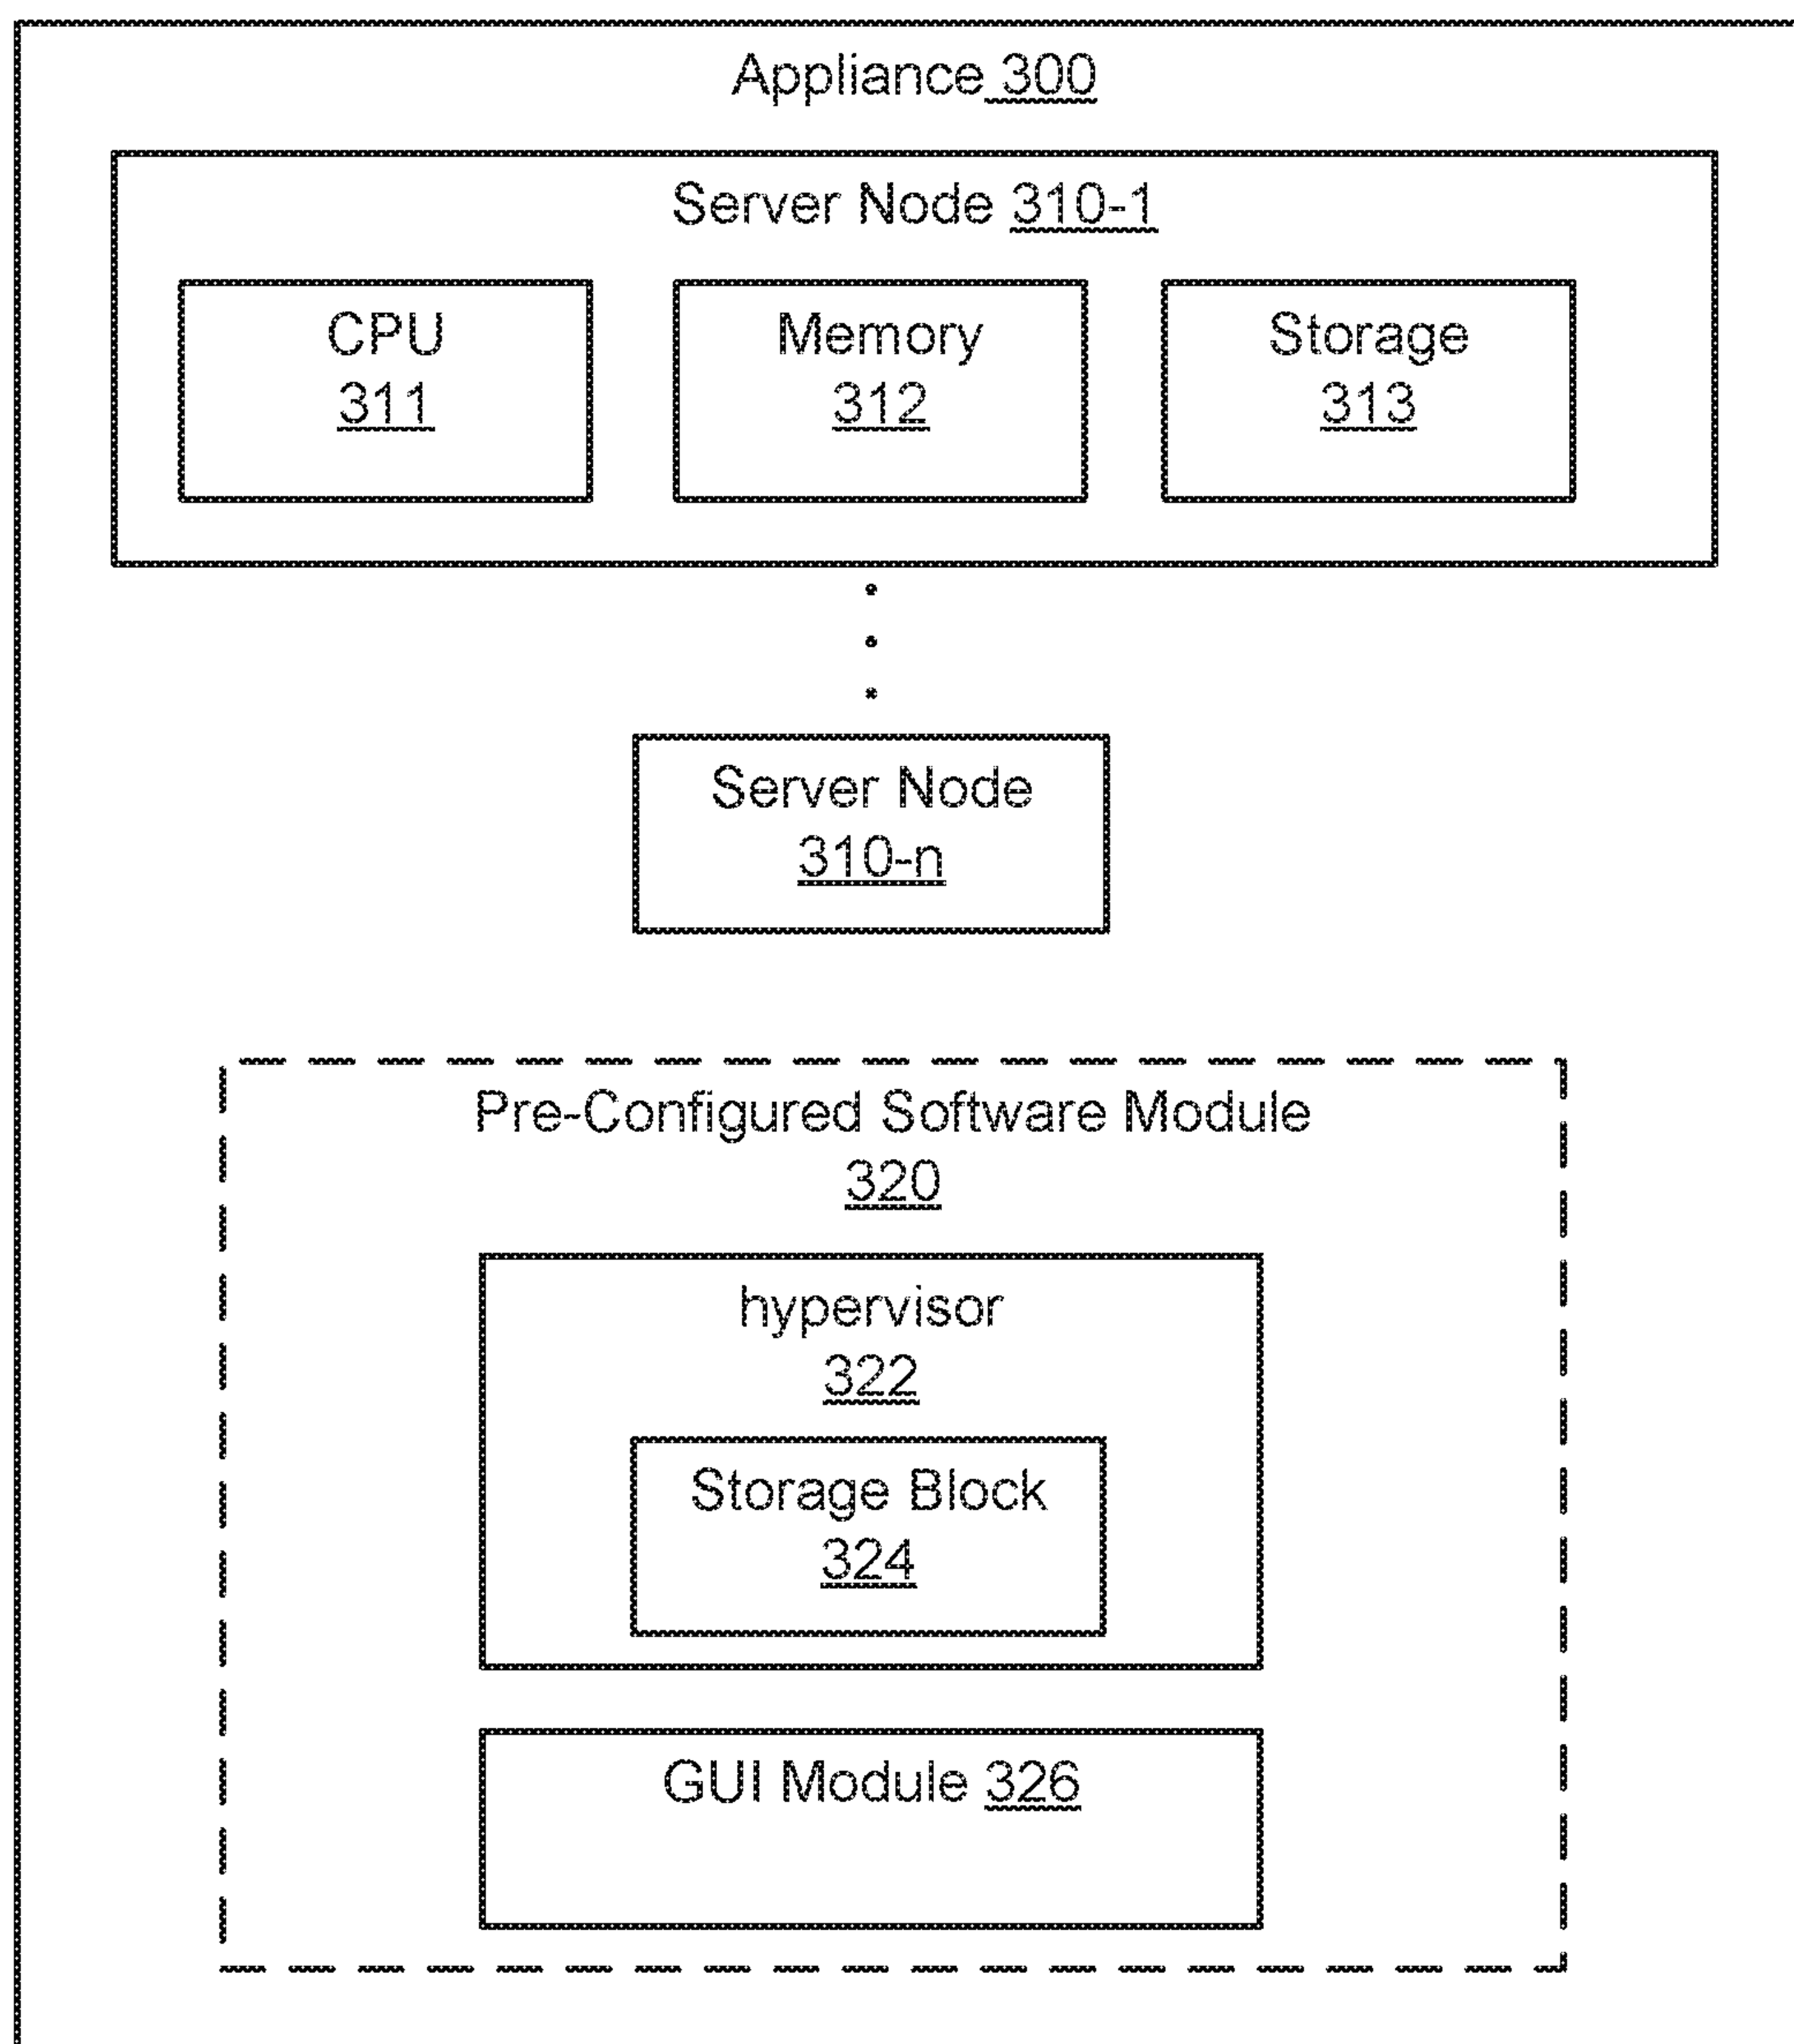 Appliance 300
Server Node 310-1
CPU
311
Memory
312
Storage
313
Server Node
310-n
Pre-Configured Software Module
320
hypervisor
322
Storage Block
324
GUI Module 326